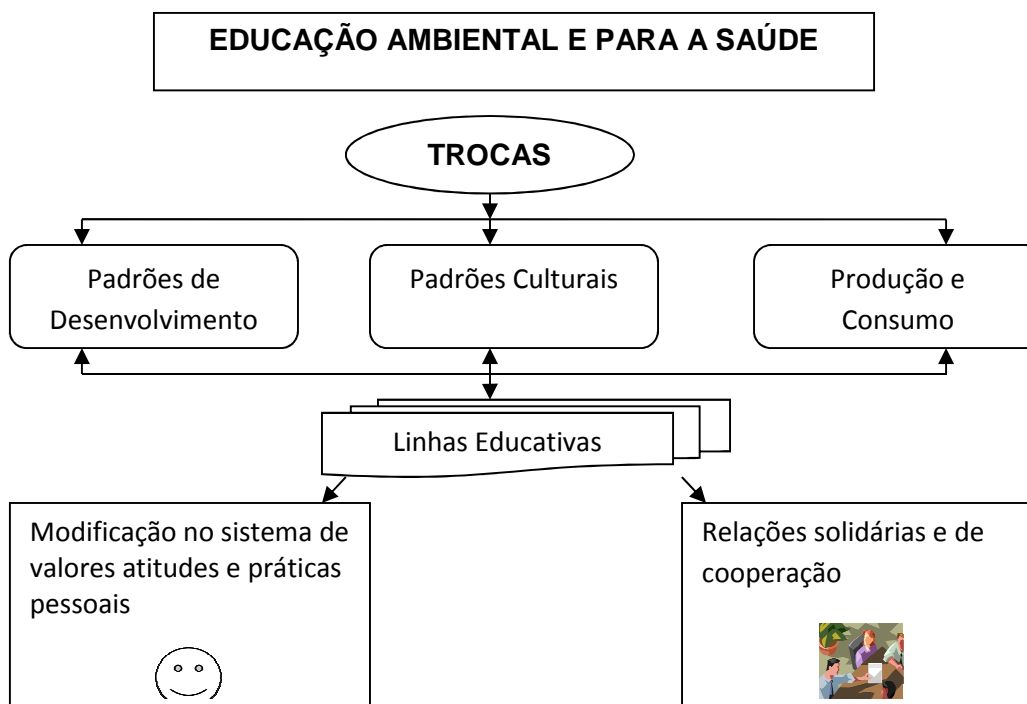 EDUCAÇÃO AMBIENTAL E PARA A SAÚDE
TROCAS
Padrões de
Desenvolvimento
Padrões Culturais
Produção e
Consumo
Linhas Educativas
Modificação no sistema de
valores atitudes e práticas
pessoais
Relações solidárias e de
cooperação